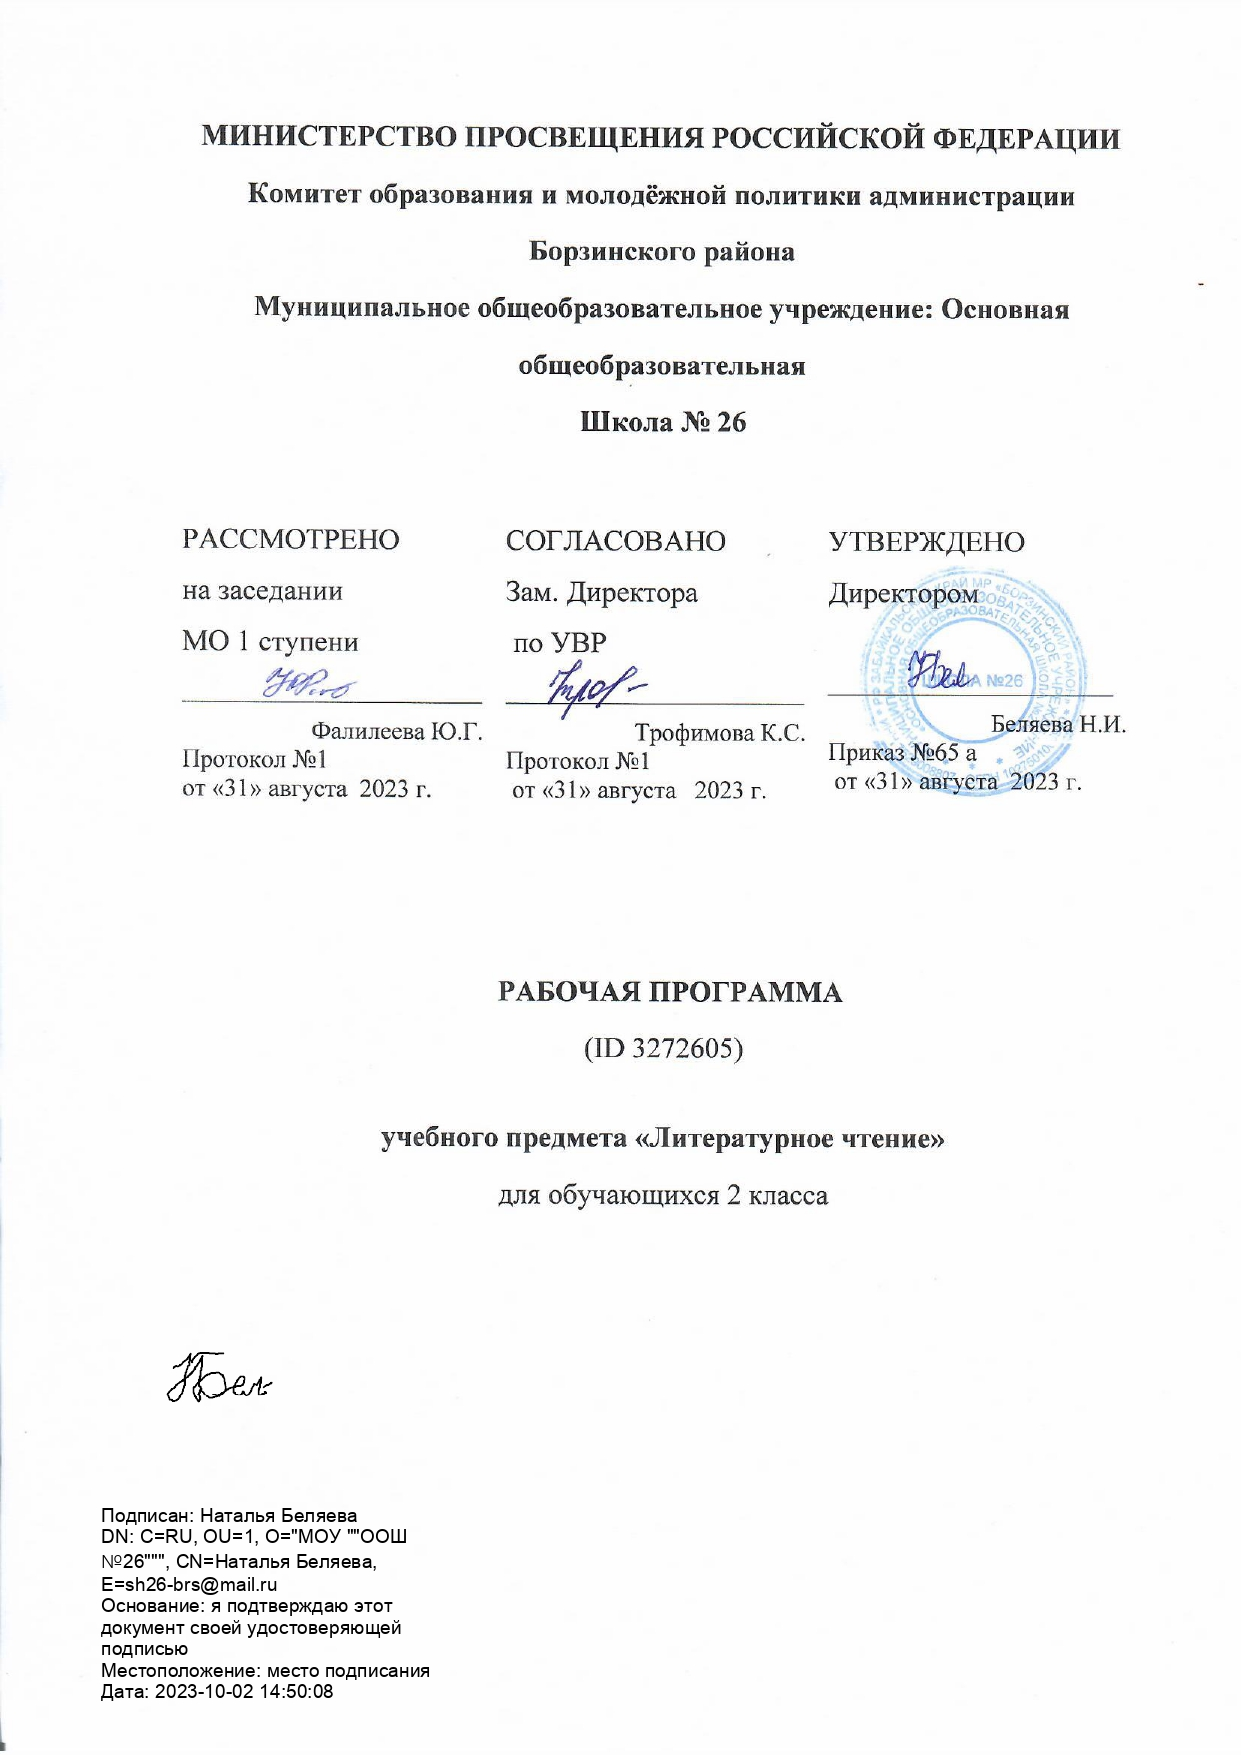 МИНИСТЕРСТВО ПРОСВЕЩЕНИЯ РОССИЙСКОЙ ФЕДЕРАЦИИ
Комитет образования и молодёжной политики администрации
Борзинского района
Муниципальное общеобразовательное учреждение: Основная
общеобразовательная
Школа № 26
РАССМОТРЕНО
на заседании
МО 1 ступени
Фалилеева Ю.Г.
Протокол №1
от «31» августа 2023 г.
СОГЛАСОВАНО
Зам. Директора
по УВР
Трофимова К.С.
Протокол №1
от «31» августа 2023 г.
УТВЕРЖДЕНО
Директором
ШКОЛА №26
Беляева Н.И.
Приказ №65 а
от «31» августа 2023 г.
РАБОЧАЯ ПРОГРАММА
(ID 3272605)
учебного предмета «Литературное чтение»
для обучающихся 2 класса
Подписан: Наталья Беляева
DN: C=RU, OU=1, O="МОУ ""ООШ
№26""", CN=Наталья Беляева,
E=sh26-brs@mail.ru
Основание: я подтверждаю этот
документ своей удостоверяющей
подписью
Местоположение: место подписания
Дата: 2023-10-02 14:50:08